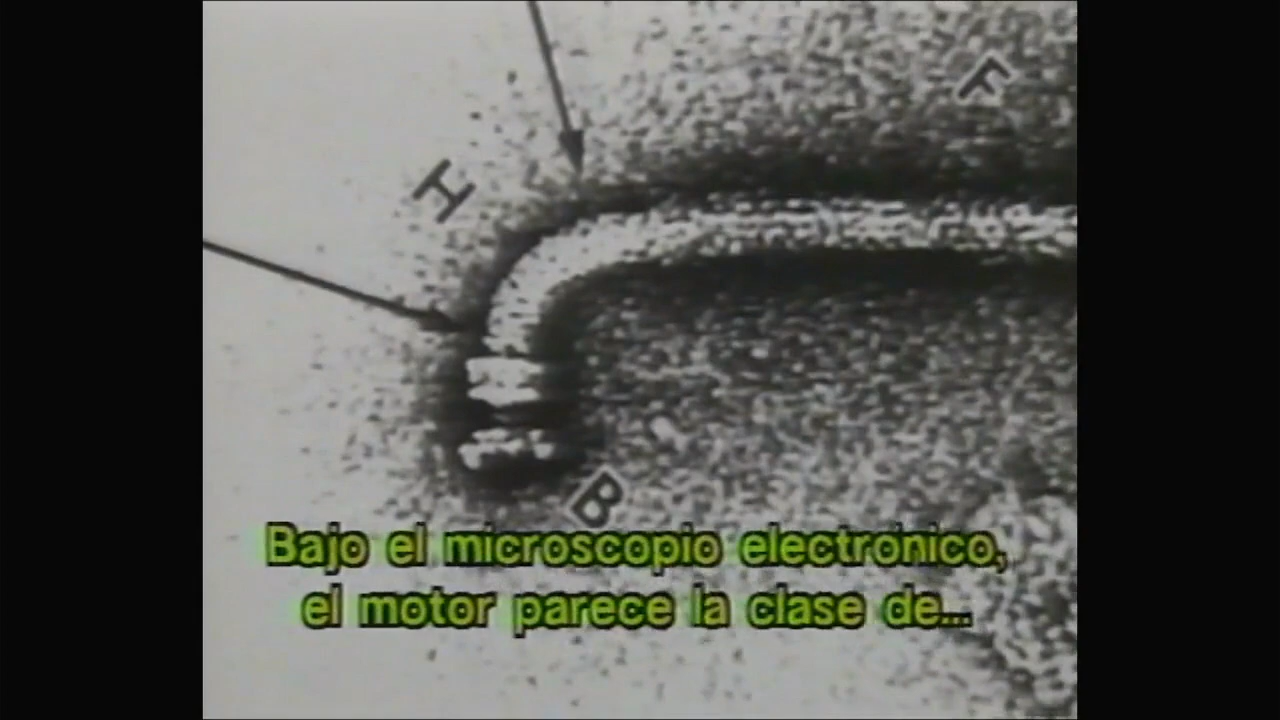 F
H
B
Bajo el microscopio electrónico,
el motor parece la clase de...